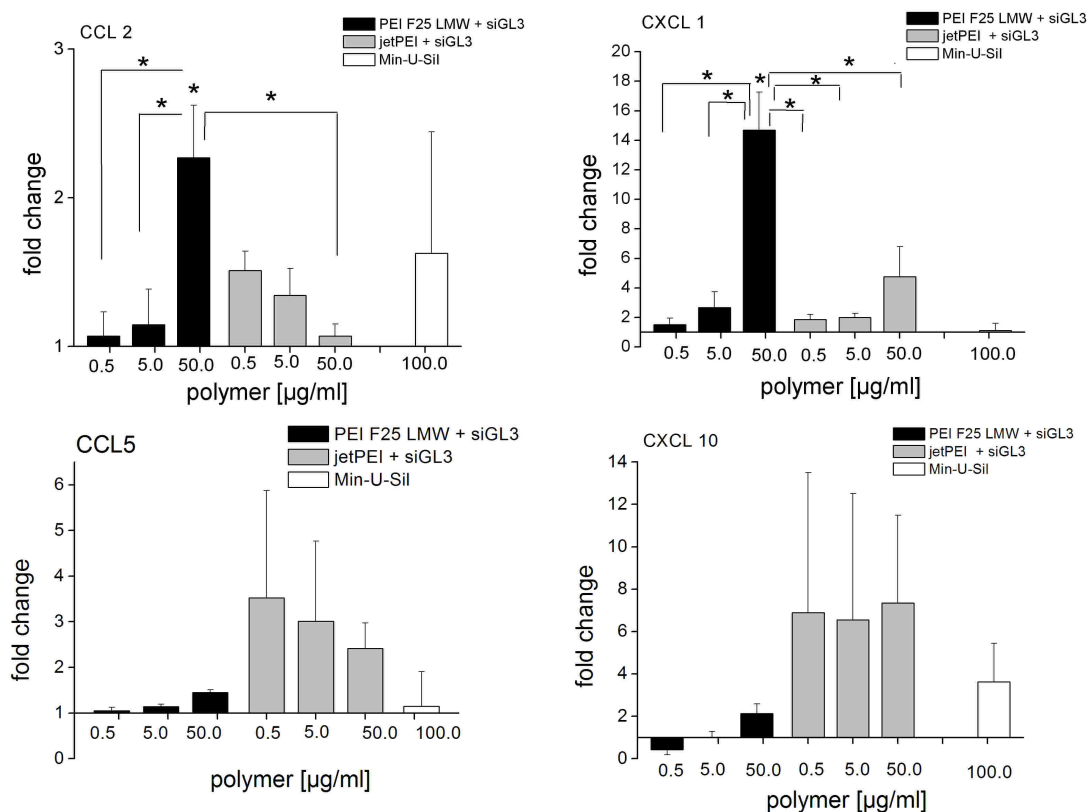 CCL 2
PEI F25 LMW + siGL3
jetPEI + siGL3
Min-U-Sil
3
2
1
fold change
* * * *
0.5 5.0 50.0 0.5 5.0 50.0 100.0
polymer [µg/ml]
CXCL 1
PEI F25 LMW + siGL3
jetPEI + siGL3
Min-U-Sil
20
18
16
14
12
10
8
6
4
2
1
0
fold change
* * * * * *
0.5 5.0 50.0 0.5 5.0 50.0 100.0
polymer [µg/ml]
CCL5
PEI F25 LMW + siGL3
jetPEI + siGL3
Min-U-Sil
6
5
4
3
2
1
0
fold change
0.5 5.0 50.0 0.5 5.0 50.0 100.0
polymer [µg/ml]
CXCL 10
PEI F25 LMW + siGL3
jetPEI + siGL3
Min-U-Sil
14
12
10
8
6
4
2
1
0
fold change
0.5 5.0 50.0 0.5 5.0 50.0 100.0
polymer [µg/ml]